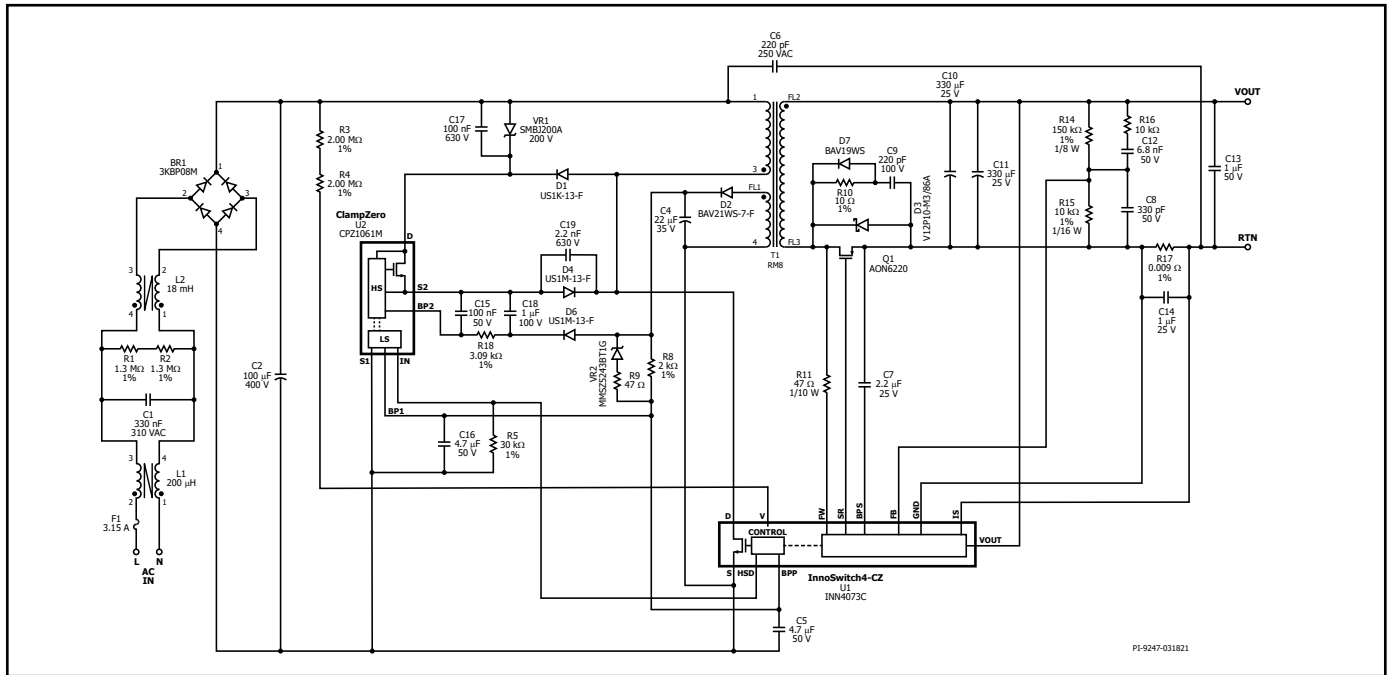 C6
220 pF
250 VAC
C10
330 µF
25 V
VOUT
1
FL2
R3
2.00 MΩ
1%
C17
100 nF
630 V
VR1
SMBJ200A
200 V
R14
150 kΩ
1%
1/8 W
R16
10 kΩ
C12
6.8 nF
50 V
D7
BAV19WS
C9
220 pF
100 V
BR1
3KBP08M
1
2
3
4
R4
2.00 MΩ
1%
3
D1
US1K-13-F
FL1
D2
BAV21WS-7-F
R10
10 Ω
1%
D3
V12P10-M3/86A
C11
330 µF
25 V
C13
1 µF
50 V
ClampZero
U2
CPZ1061M
D
C4
22 µF
35 V
R15
10 kΩ
1%
1/16 W
C8
330 pF
50 V
C19
2.2 nF
630 V
4
FL3
RTN
T1
RM8
Q1
AON6220
R17
0.009 Ω
1%
HS
D4
US1M-13-F
3
2
L2
18 mH
4
1
S2
BP2
C15
100 nF
50 V
C18
1 µF
100 V
D6
US1M-13-F
C14
1 µF
25 V
LS
R18
3.09 kΩ
1%
S1
IN
R1
1.3 MΩ
1%
R2
1.3 MΩ
1%
C2
100 µF
400 V
VR2
MMSZ5243BT1G
R9
47 Ω
R8
2 kΩ
1%
R11
47 Ω
1/10 W
C7
2.2 µF
25 V
C1
330 nF
310 VAC
BP1
C16
4.7 µF
50 V
R5
30 kΩ
1%
3
4
L1
200 µH
2
1
F1
3.15 A
L
N
AC
IN
D
V
FW
SR
BPS
FB
GND
IS
CONTROL
VOUT
S
HSD
BPP
InnoSwitch4-CZ
U1
INN4073C
C5
4.7 µF
50 V
PI-9247-031821